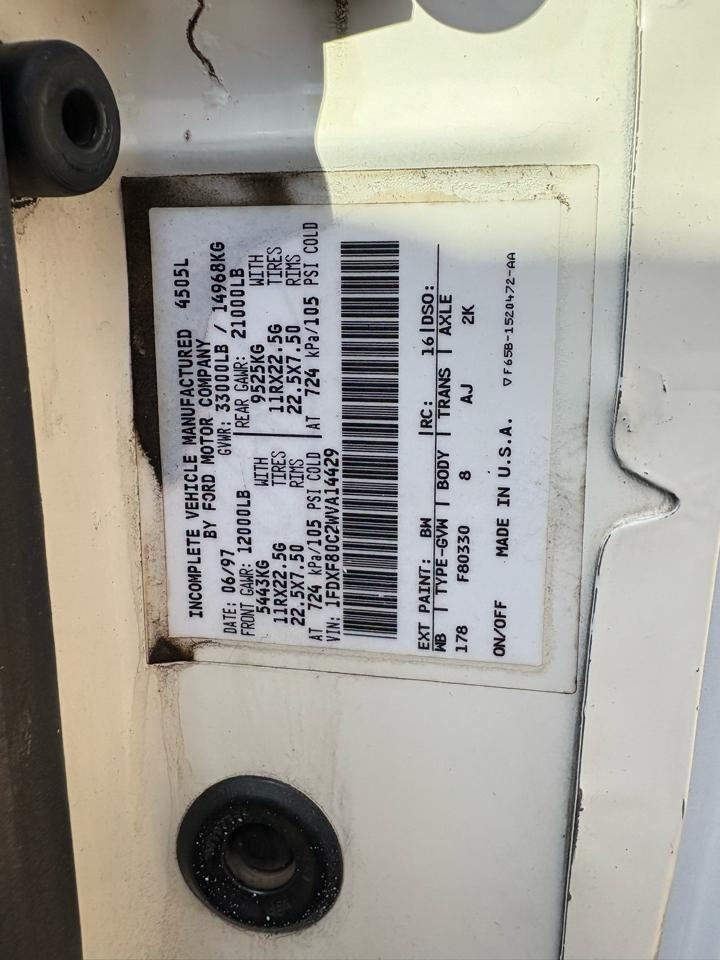 INCOMPLETE VEHICLE MANUFACTURED 4505L
BY FORD MOTOR COMPANY
DATE: 06/97 GVWR: 33000LB / 14968KG
FRONT GAWR: 12000LB REAR GAWR: 21000LB
5443KG WITH 9525KG WITH
11RX22.5G TIRES 11RX22.5G TIRES
22.5X7.50 RIMS 22.5X7.50 RIMS
AT 724 kPa/105 PSI COLD AT 724 kPa/105 PSI COLD
VIN: 1FDXF80C2WVA14429
EXT PAINT: BW RC: 16 DSO:
WB TYPE-GVW BODY TRANS AXLE
178 F80330 8 AJ 2K
ON/OFF MADE IN U.S.A. ▽F65B-1520472-AA